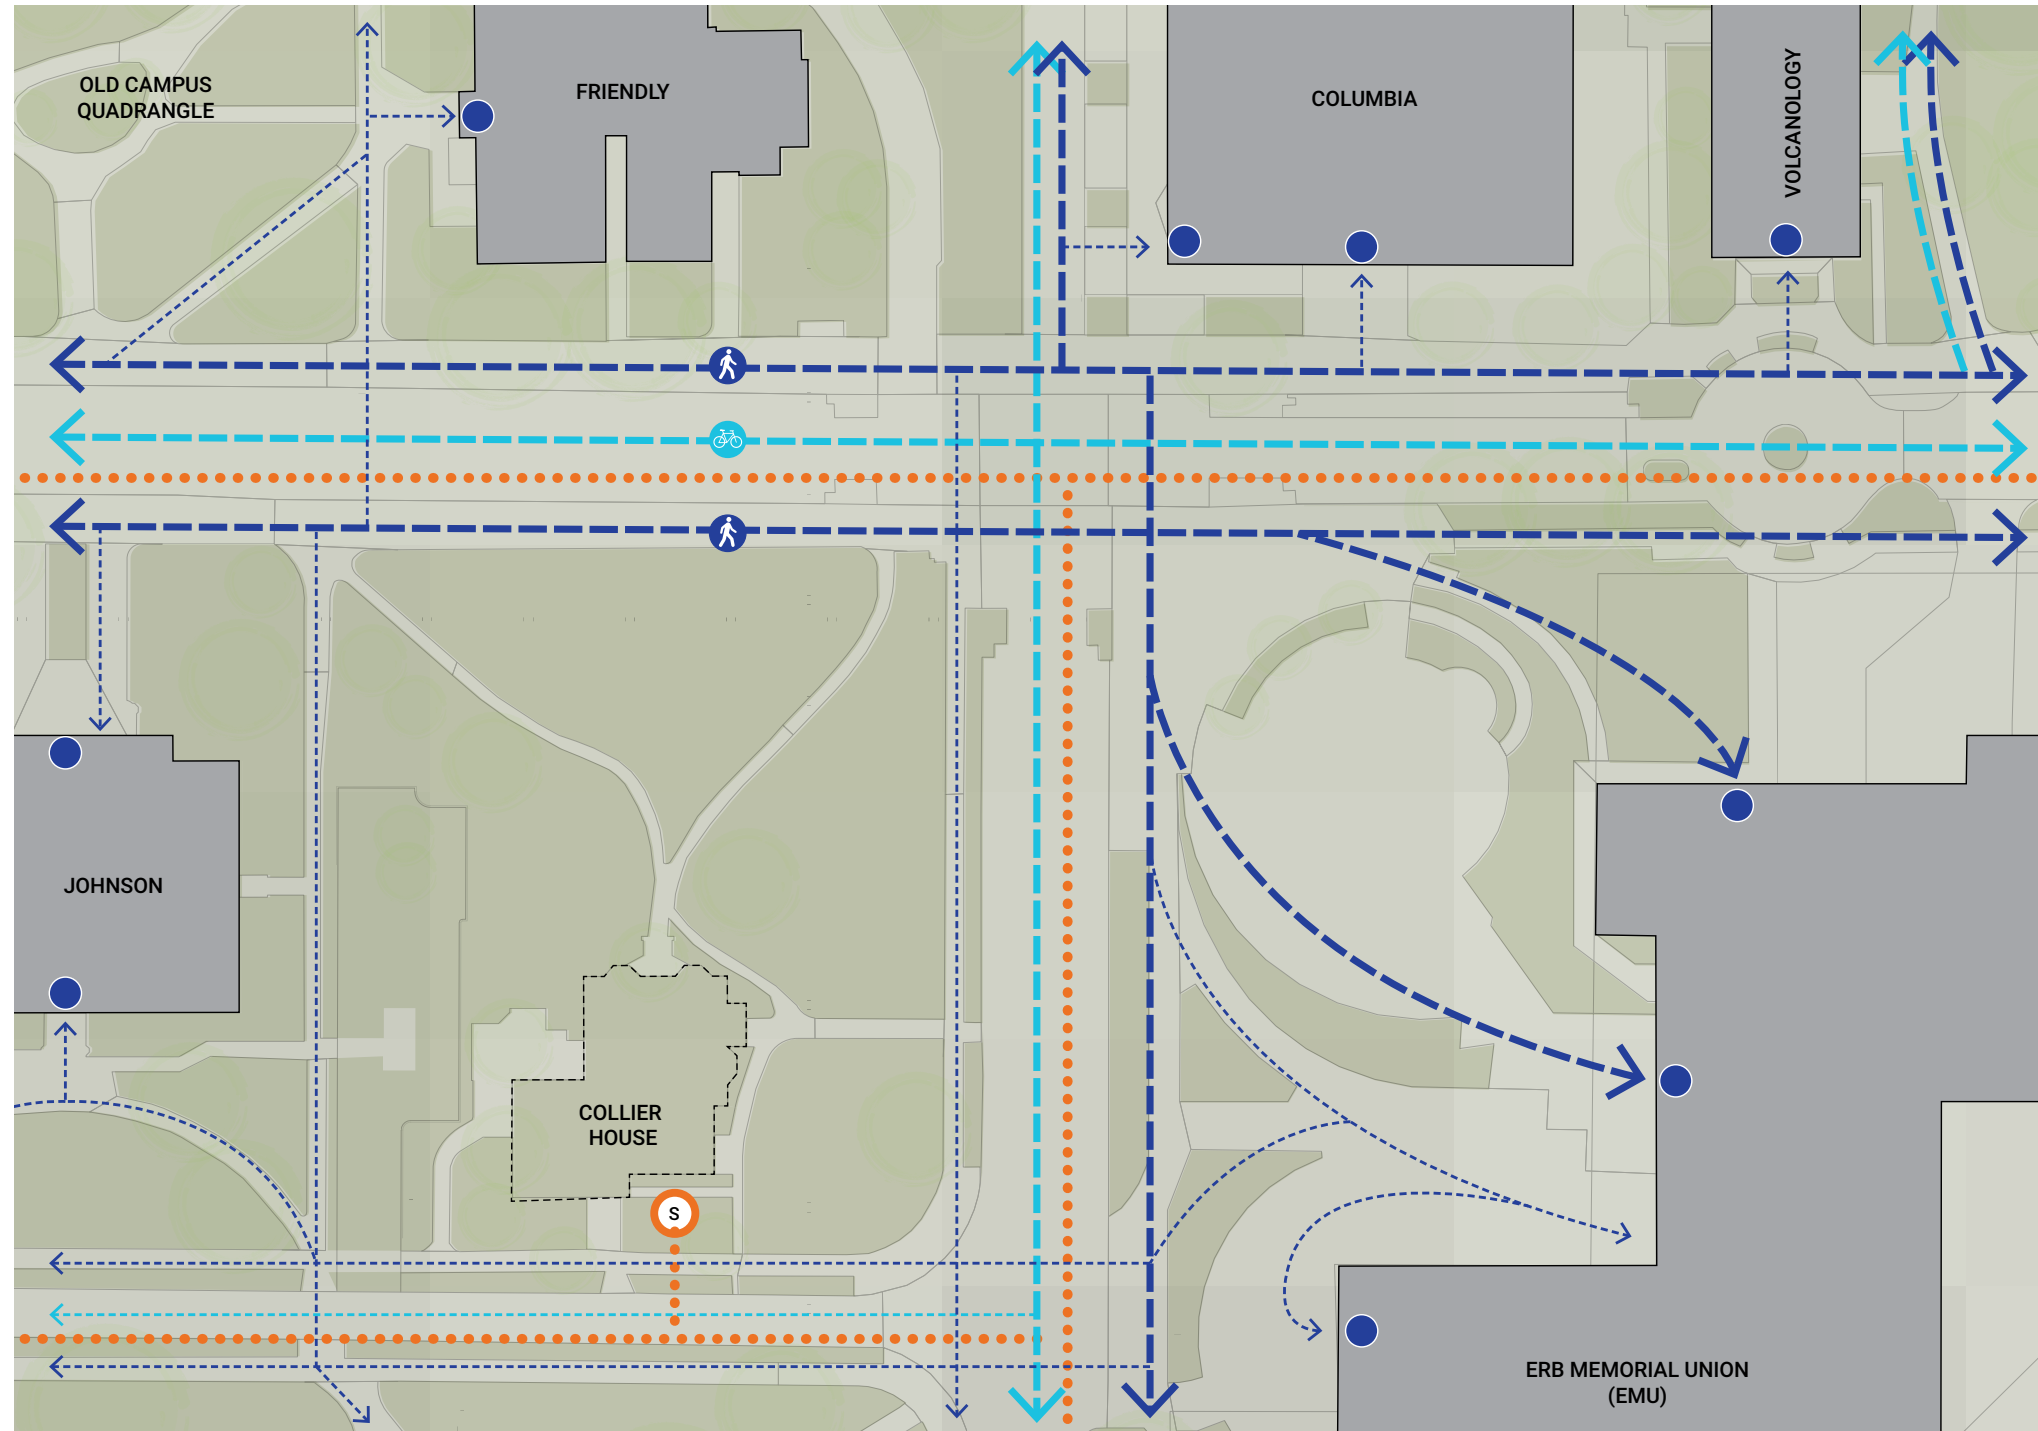 OLD CAMPUS
QUADRANGLE
FRIENDLY
COLUMBIA
VOLCANOLOGY
JOHNSON
COLLIER
HOUSE
S
ERB MEMORIAL UNION
(EMU)